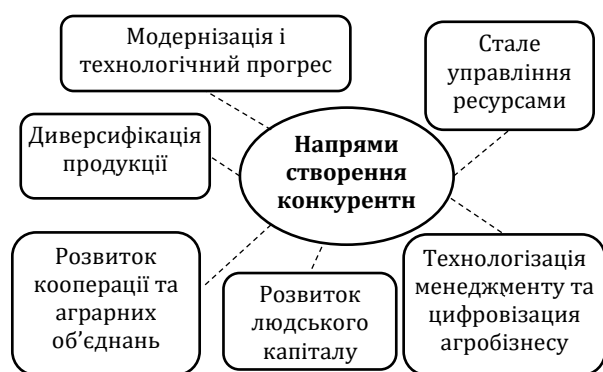 Модернізація і
технологічний прогрес
Стале
управління
ресурсами
Диверсифікація
продукції
Напрями
створення
конкурентн
Розвиток
кооперації та
аграрних
об’єднань
Розвиток
людського
капіталу
Технологізація
менеджменту та
цифровізация
агробізнесу